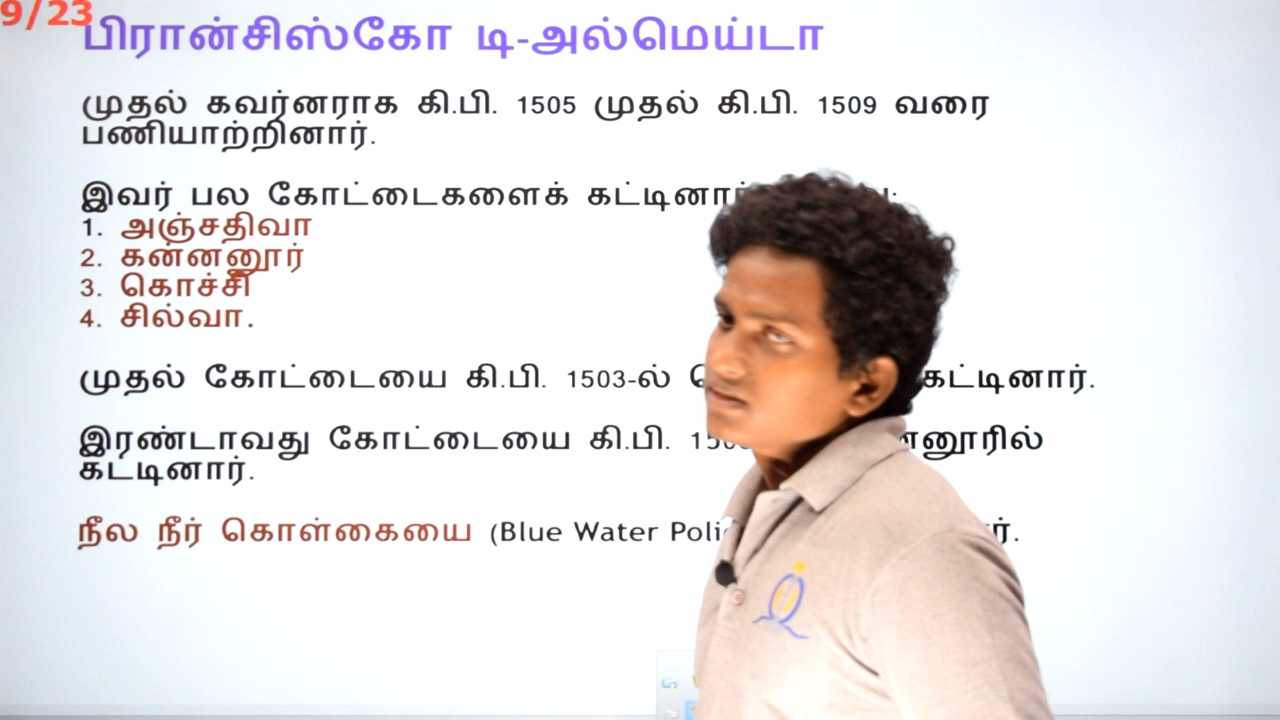 9/23
பிரான்சிஸ்கோ டி-அல்மெய்டா
முதல் கவர்னராக கி.பி. 1505 முதல் கி.பி. 1509 வரை
பணியாற்றினார்.
இவர் பல கோட்டைகளைக் கட்டினார்
1. அஞ்சதிவா
2. கன்னனூர்
3. கொச்சி
4. சில்வா.
முதல் கோட்டையை கி.பி. 1503-ல் கட்டினார்.
இரண்டாவது கோட்டையை கி.பி.
கட்டினார்.
நீல நீர் கொள்கையை (Blue Water